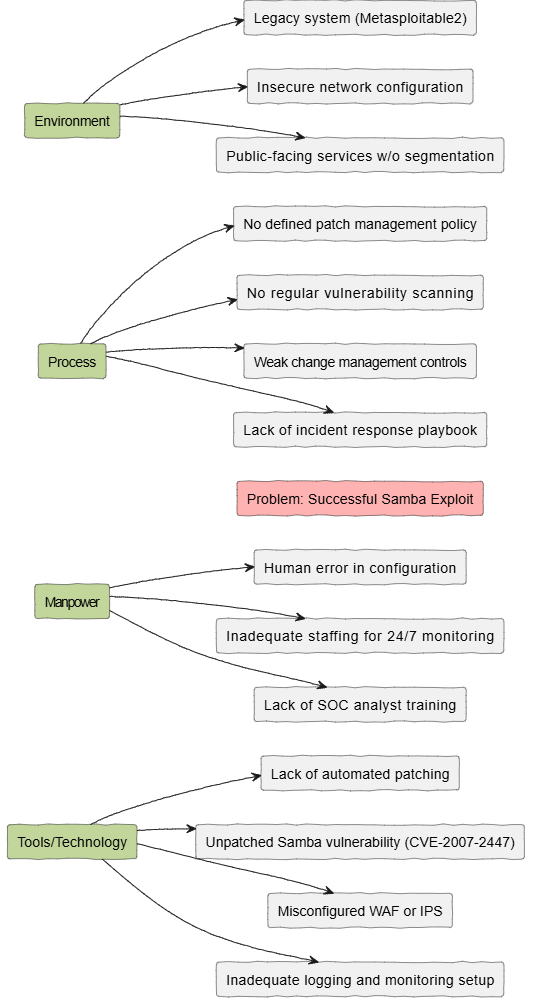 Legacy system (Metasploitable2)
Insecure network configuration
Environment
Public-facing services w/o segmentation
No defined patch management policy
No regular vulnerability scanning
Process
Weak change management controls
Lack of incident response playbook
Problem: Successful Samba Exploit
Human error in configuration
Manpower
Inadequate staffing for 24/7 monitoring
Lack of SOC analyst training
Lack of automated patching
Tools/Technology
Unpatched Samba vulnerability (CVE-2007-2447)
Misconfigured WAF or IPS
Inadequate logging and monitoring setup